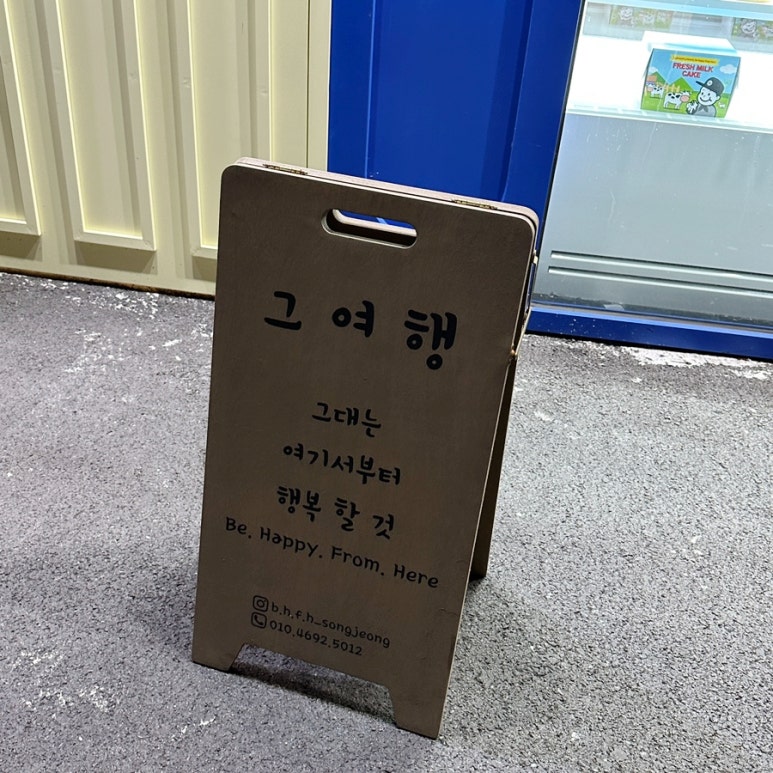 FRESH MILK
CAKE
그 여 행
그대는
여기서부터
행복 할 것
Be. Happy. From. Here
b.h.f.h_songjeong
010.4692.5012